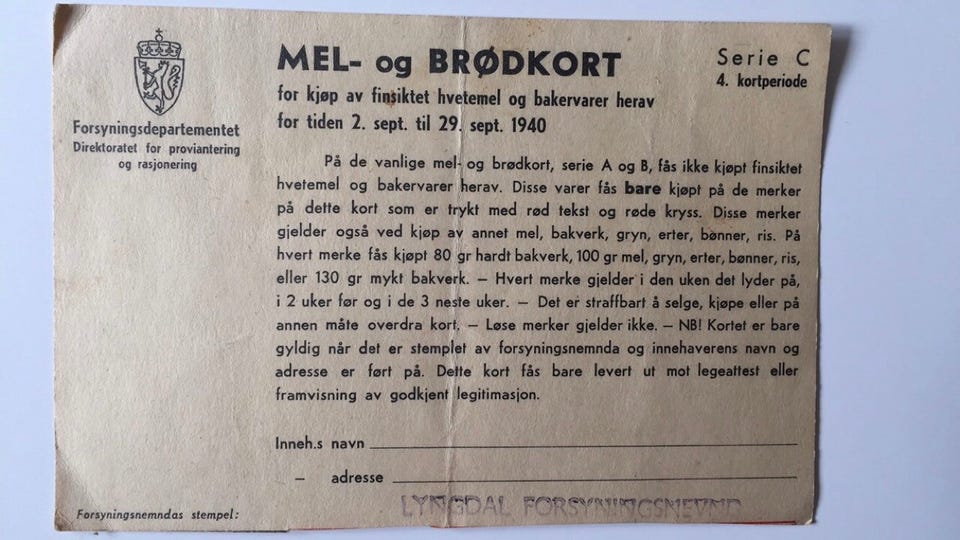 MEL- og BRØDKORT
for kjøp av finsiktet hvetemel og bakervarer herav
for tiden 2. sept. til 29. sept. 1940
Serie C
4. kortperiode
Forsyningsdepartementet
Direktoratet for proviantering
og rasjonering
På de vanlige mel- og brødkort, serie A og B, fås ikke kjøpt finsiktet
hvetemel og bakervarer herav. Disse varer fås bare kjøpt på de merker
på dette kort som er trykt med rød tekst og røde kryss. Disse merker
gjelder også ved kjøp av annet mel, bakverk, gryn, erter, bønner, ris. På
hvert merke fås kjøpt 80 gr hardt bakverk, 100 gr mel, gryn, erter, bønner, ris,
eller 130 gr mykt bakverk. – Hvert merke gjelder i den uken det lyder på,
i 2 uker før og i de 3 neste uker. – Det er straffbart å selge, kjøpe eller på
annen måte overdra kort. – Løse merker gjelder ikke. – NB! Kortet er bare
gyldig når det er stemplet av forsyningsnemnda og innehaverens navn og
adresse er ført på. Dette kort fås bare levert ut mot legeattest eller
framvisning av godkjent legitimasjon.
Inneh.s navn
– adresse
LYNGDAL FORSYNINGSNEVND
Forsyningsnemndas stempel: